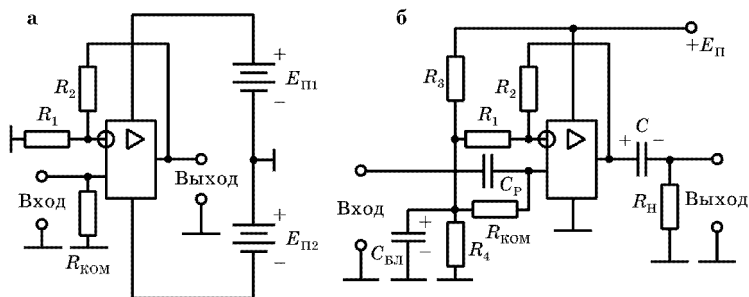 а
+
R₂
Eп1
−
R₁
Вход
Выход
+
Eп2
−
Rком
б
+Eп
R₃
R₂
R₁
+ C −
Cр
Вход
Rн
Выход
+
Rком
Cбл
−
R₄